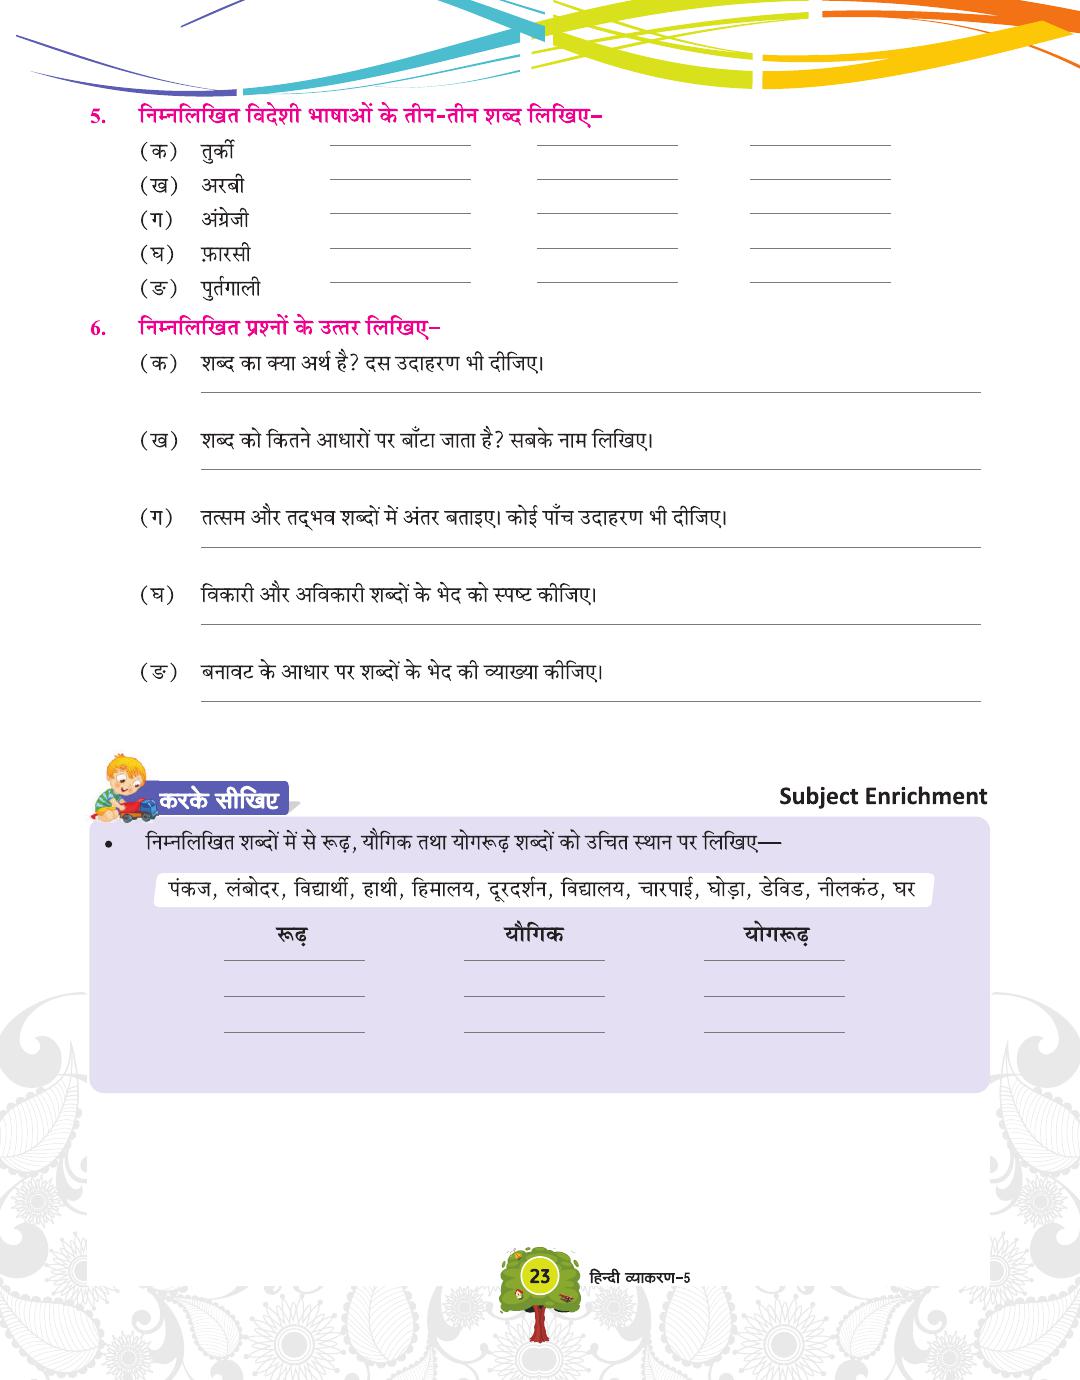 5. निम्नलिखित विदेशी भाषाओं के तीन-तीन शब्द लिखिए–
(क) तुर्की
(ख) अरबी
(ग) अंग्रेजी
(घ) फ़ारसी
(ङ) पुर्तगाली
6. निम्नलिखित प्रश्नों के उत्तर लिखिए–
(क) शब्द का क्या अर्थ है? दस उदाहरण भी दीजिए।
(ख) शब्द को कितने आधारों पर बाँटा जाता है? सबके नाम लिखिए।
(ग) तत्सम और तद्‌भव शब्दों में अंतर बताइए। कोई पाँच उदाहरण भी दीजिए।
(घ) विकारी और अविकारी शब्दों के भेद को स्पष्ट कीजिए।
(ङ) बनावट के आधार पर शब्दों के भेद की व्याख्या कीजिए।
करके सीखिए Subject Enrichment
• निम्नलिखित शब्दों में से रूढ़, यौगिक तथा योगरूढ़ शब्दों को उचित स्थान पर लिखिए—
पंकज, लंबोदर, विद्यार्थी, हाथी, हिमालय, दूरदर्शन, विद्यालय, चारपाई, घोड़ा, डेविड, नीलकंठ, घर
रूढ़ यौगिक योगरूढ़
23 हिन्दी व्याकरण–5